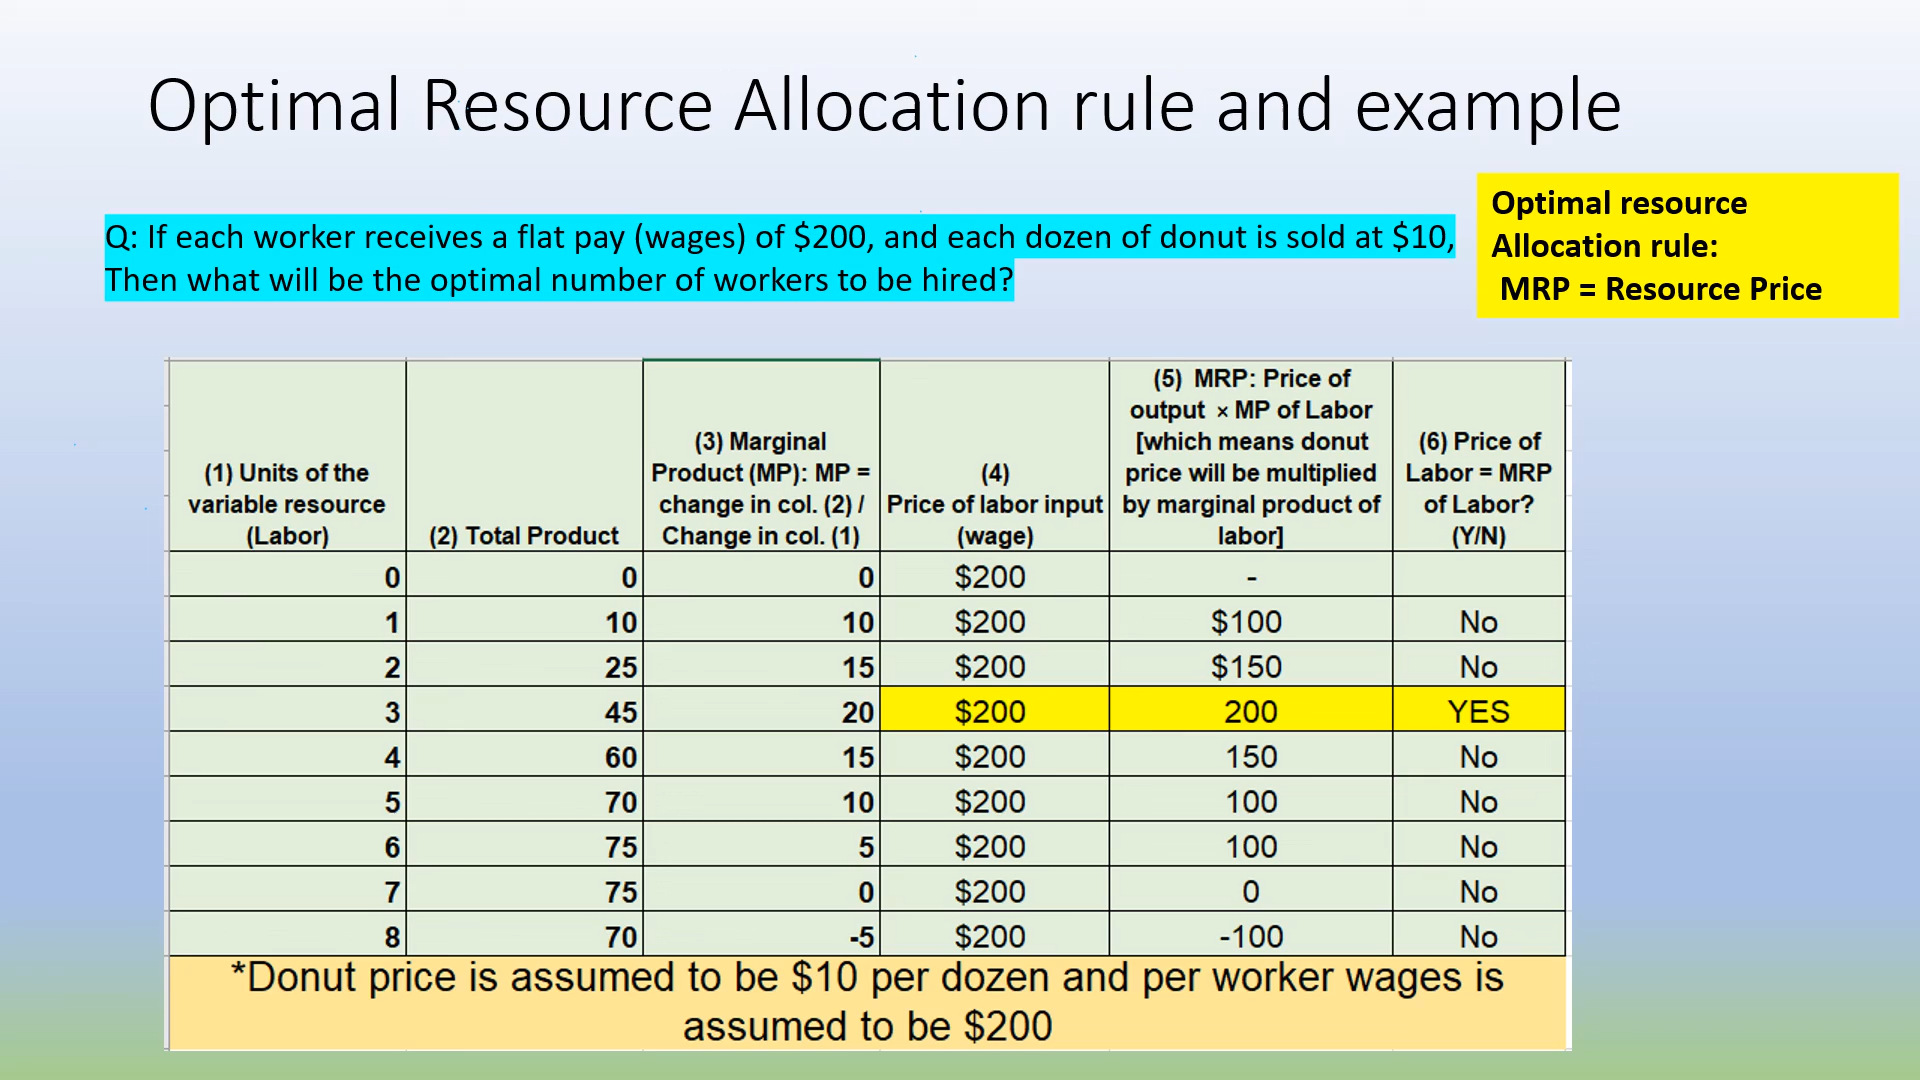 Optimal Resource Allocation rule and example
Q: If each worker receives a flat pay (wages) of $200, and each dozen of donut is sold at $10,
Then what will be the optimal number of workers to be hired?
Optimal resource
Allocation rule:
MRP = Resource Price
(1) Units of the
variable resource
(Labor)
(2) Total Product
(3) Marginal
Product (MP): MP =
change in col. (2) /
Change in col. (1)
(4)
Price of labor input
(wage)
(5) MRP: Price of
output × MP of Labor
[which means donut
price will be multiplied
by marginal product of
labor]
(6) Price of
Labor = MRP
of Labor?
(Y/N)
0 0 0 $200 -
1 10 10 $200 $100 No
2 25 15 $200 $150 No
3 45 20 $200 200 YES
4 60 15 $200 150 No
5 70 10 $200 100 No
6 75 5 $200 100 No
7 75 0 $200 0 No
8 70 -5 $200 -100 No
*Donut price is assumed to be $10 per dozen and per worker wages is
assumed to be $200